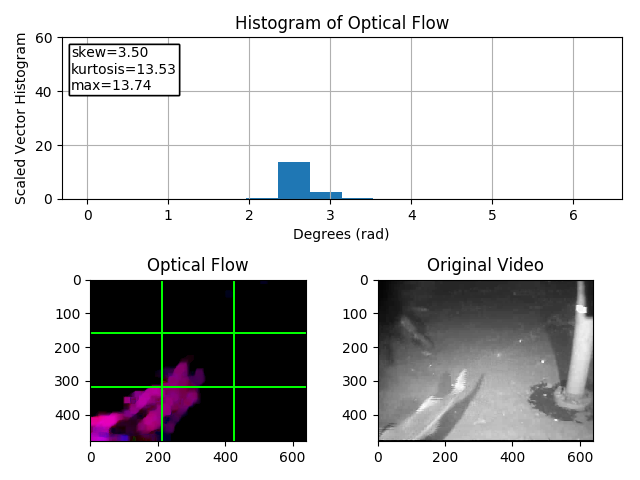 Histogram of Optical Flow
Scaled Vector Histogram
60
40
20
0
skew=3.50
kurtosis=13.53
max=13.74
0 1 2 3 4 5 6
Degrees (rad)
Optical Flow
0
100
200
300
400
0 200 400 600
Original Video
0
100
200
300
400
0 200 400 600